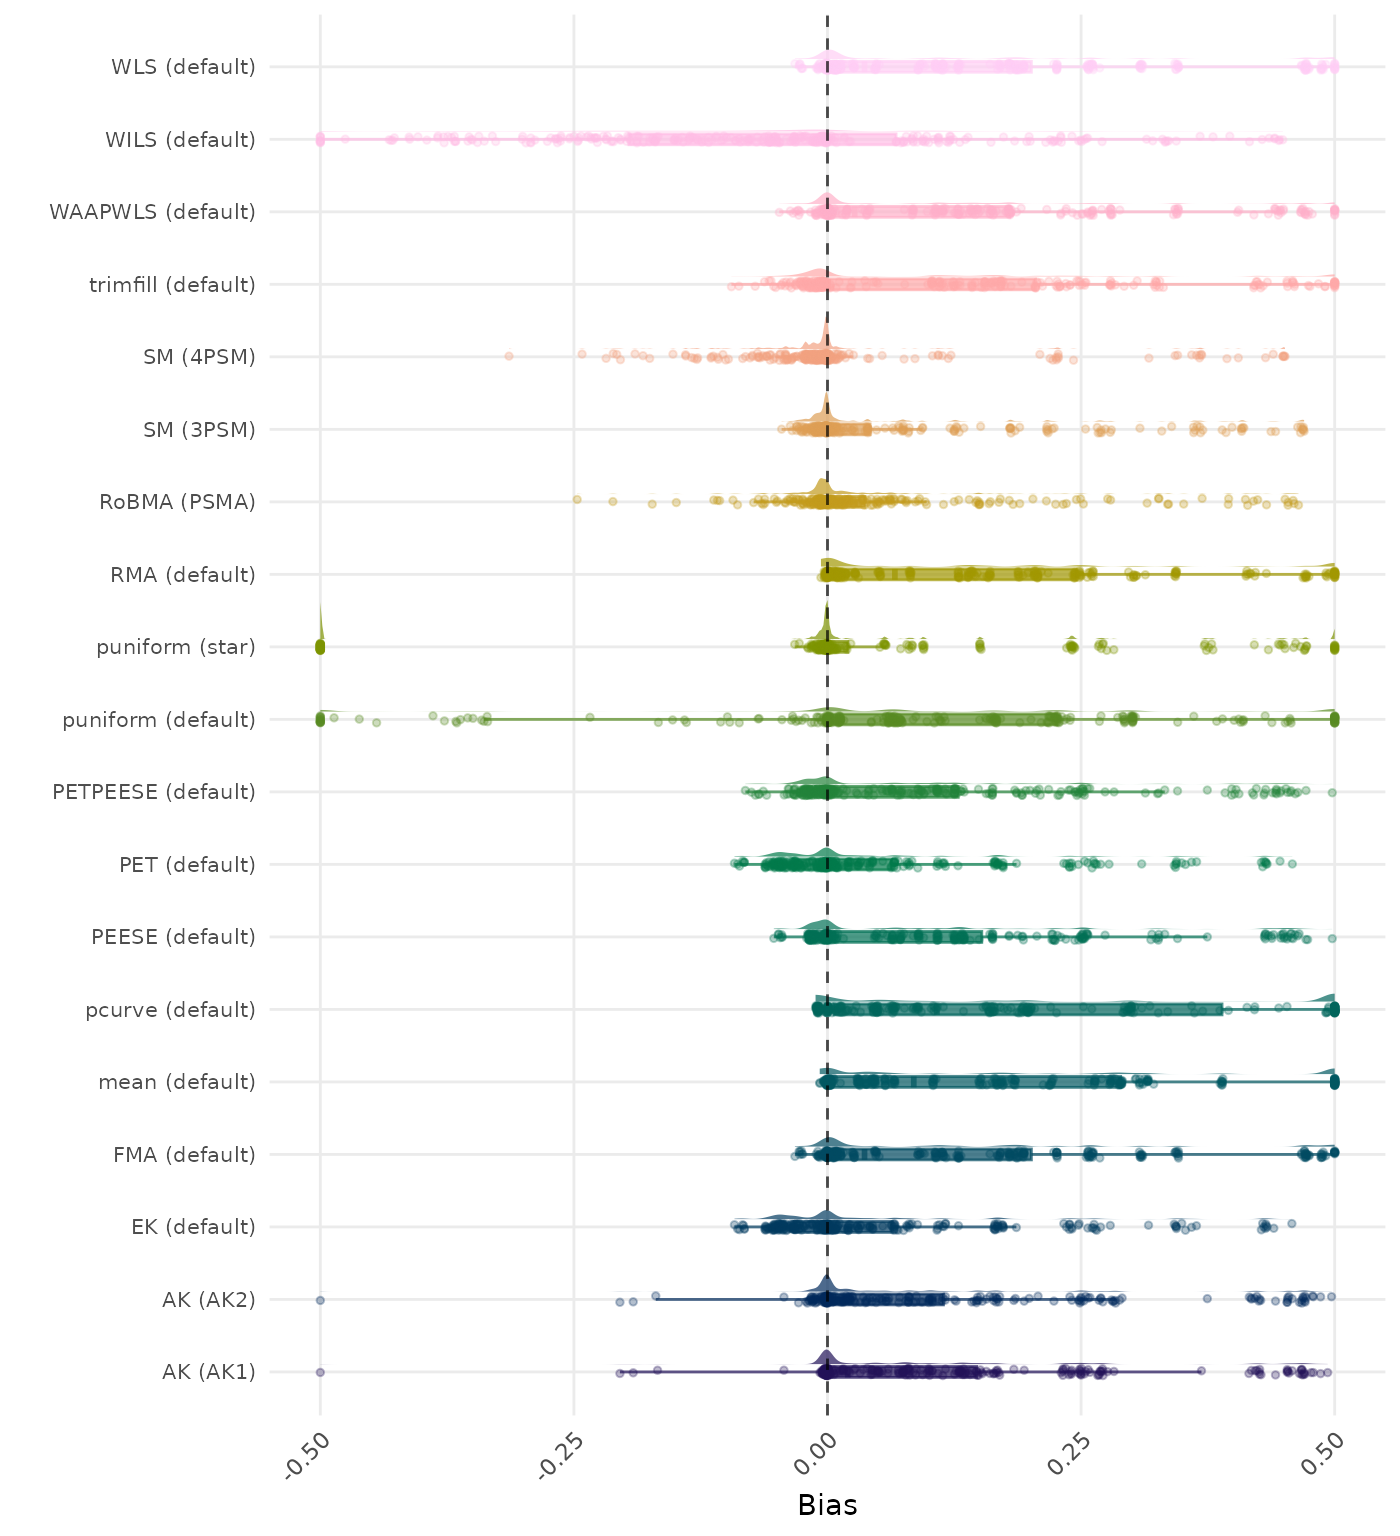 WLS (default)
WILS (default)
WAAPWLS (default)
trimfill (default)
SM (4PSM)
SM (3PSM)
RoBMA (PSMA)
RMA (default)
puniform (star)
puniform (default)
PETPEESE (default)
PET (default)
PEESE (default)
pcurve (default)
mean (default)
FMA (default)
EK (default)
AK (AK2)
AK (AK1)
-0.50 -0.25 0.00 0.25 0.50
Bias